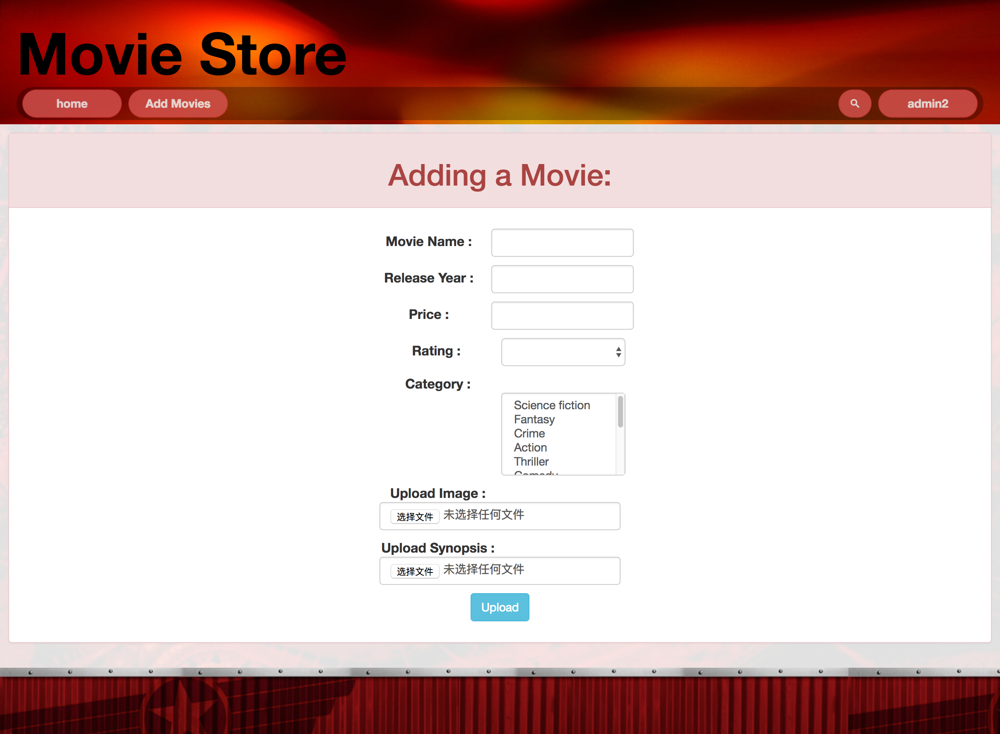 Movie Store
home Add Movies admin2
Adding a Movie:
Movie Name :
Release Year :
Price :
Rating :
Category :
Science fiction
Fantasy
Crime
Action
Thriller
Comedy
Upload Image :
选择文件 未选择任何文件
Upload Synopsis :
选择文件 未选择任何文件
Upload